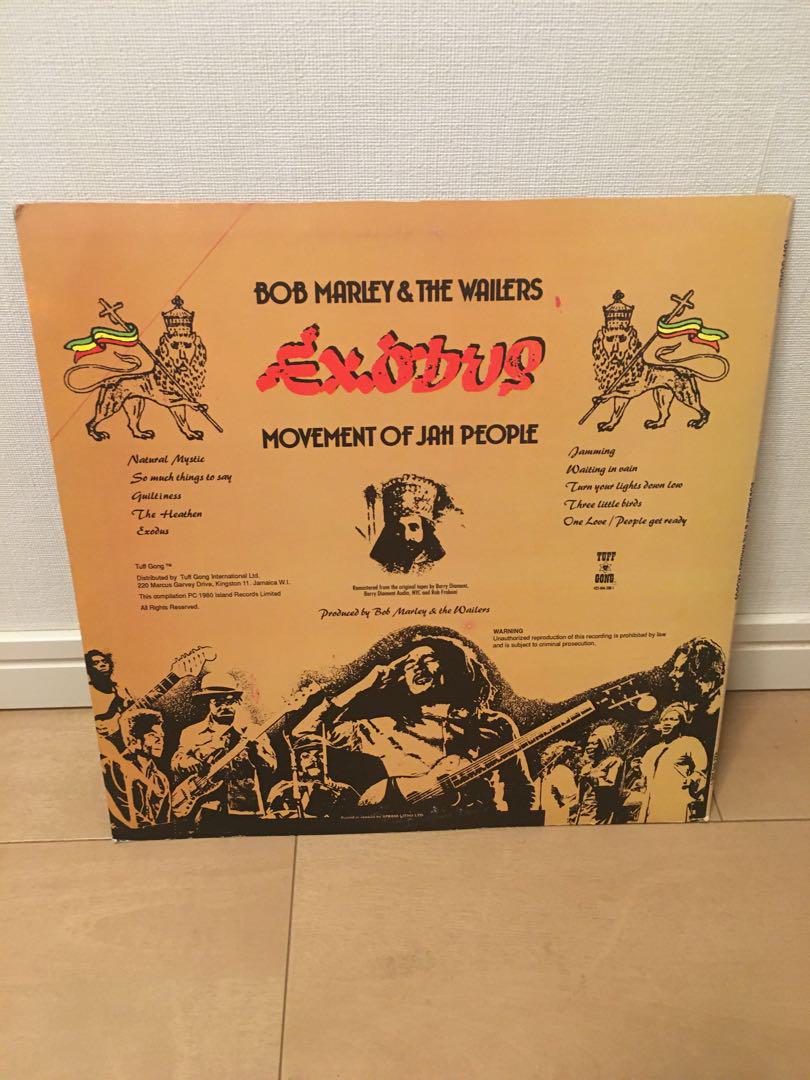 BOB MARLEY & THE WAILERS
Exodus
MOVEMENT OF JAH PEOPLE
Natural Mystic
So much things to say
Guiltiness
The Heathen
Exodus
Jamming
Waiting in vain
Turn your lights down low
Three little birds
One Love / People get ready
Tuff Gong™
Distributed by Tuff Gong International Ltd.
220 Marcus Garvey Drive, Kingston 11. Jamaica W.I.
This compilation PC 1980 Island Records Limited
All Rights Reserved.
Remastered from the original tapes by Barry Diament,
Barry Diament Audio, NYC and Rob Fraboni
TUFF
GONG
Produced by Bob Marley & the Wailers
WARNING
Unauthorized reproduction of this recording is prohibited by law
and is subject to criminal prosecution.